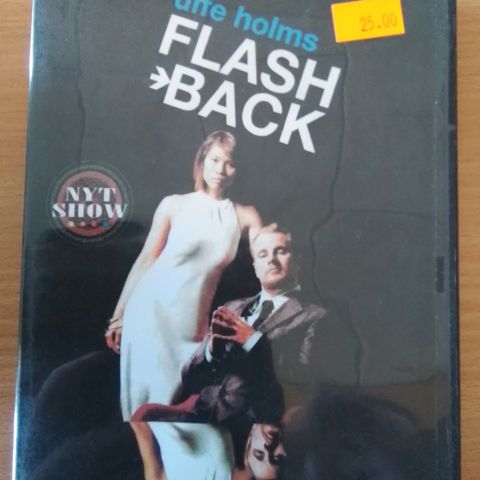 uffe holms
25.00
FLASH
BACK
NYT
SHOW